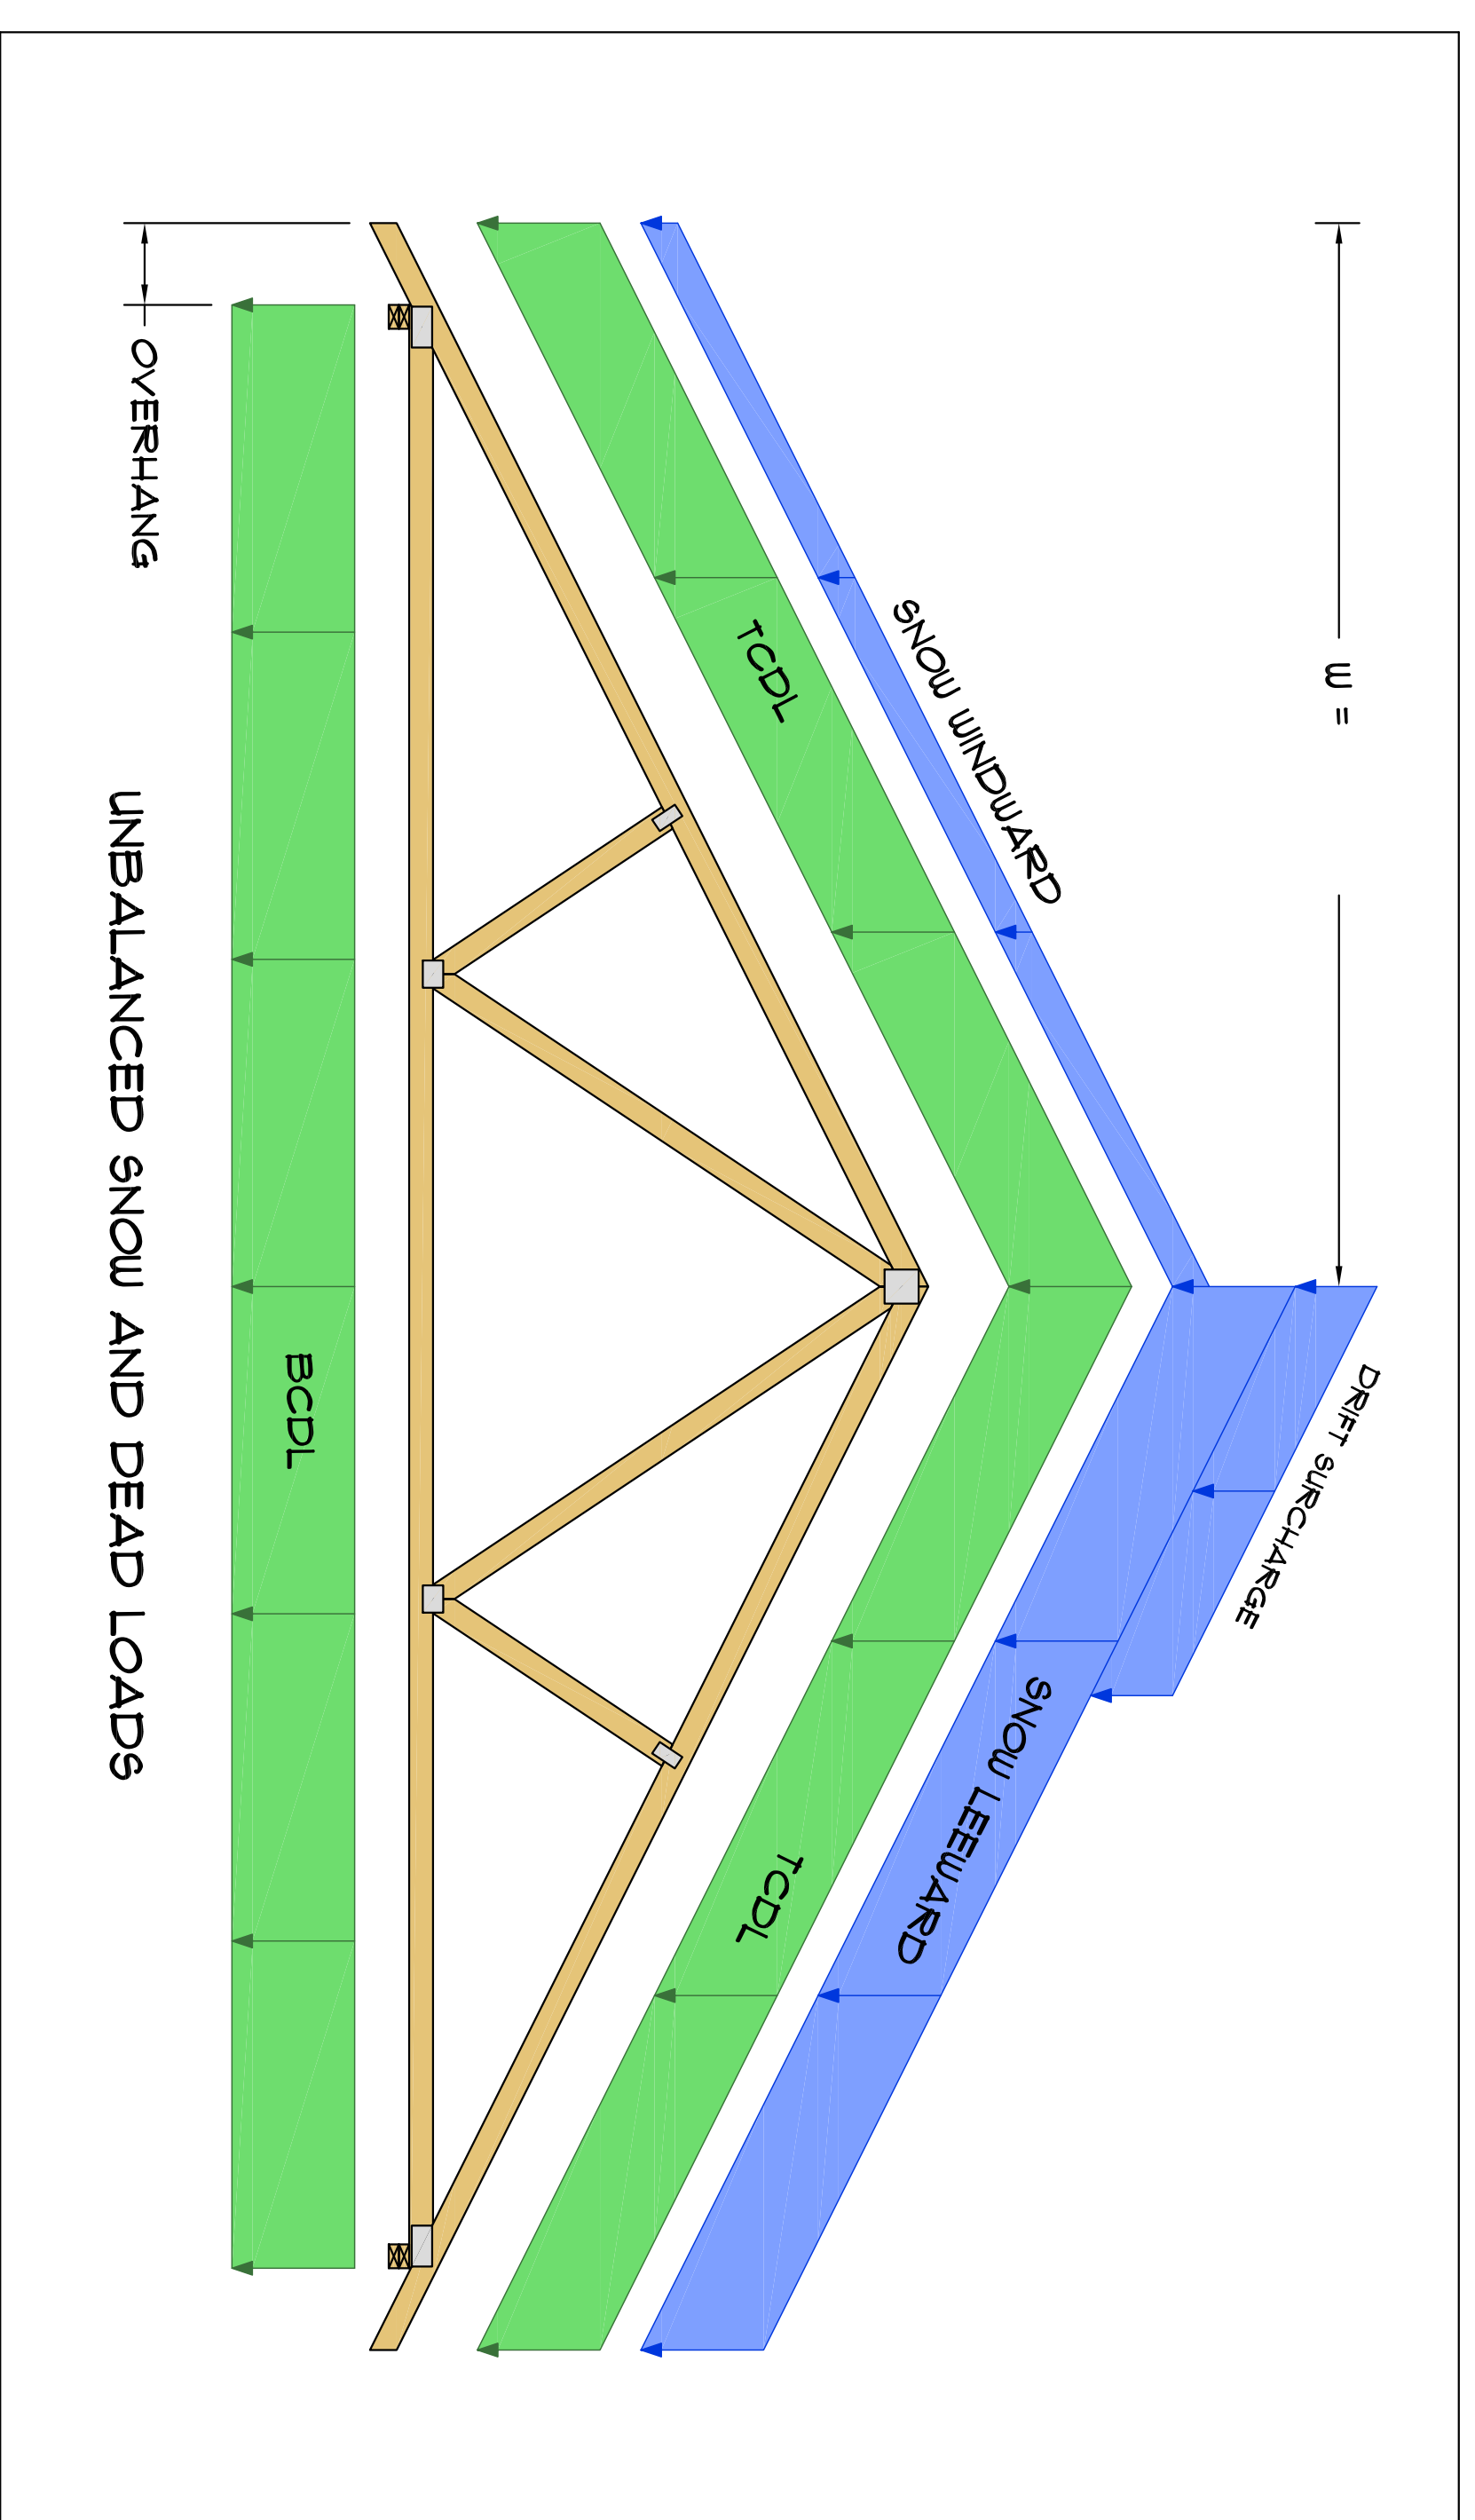 W =
DRIFT SURCHARGE
SNOW WINDWARD
SNOW LEEWARD
TCDL
TCDL
BCDL
OVERHANG
UNBALANCED SNOW AND DEAD LOADS